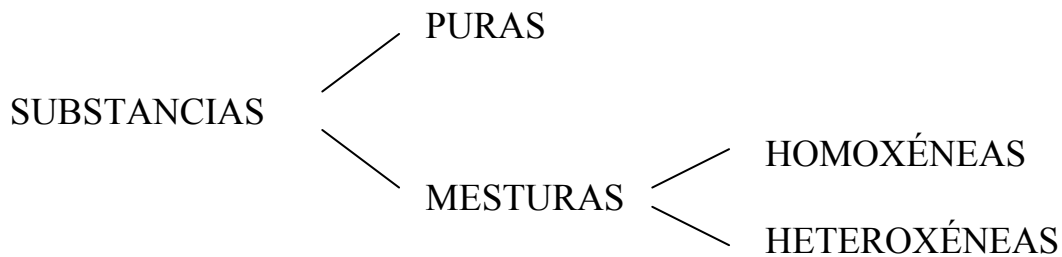 PURAS
SUBSTANCIAS
HOMOXÉNEAS
MESTURAS
HETEROXÉNEAS